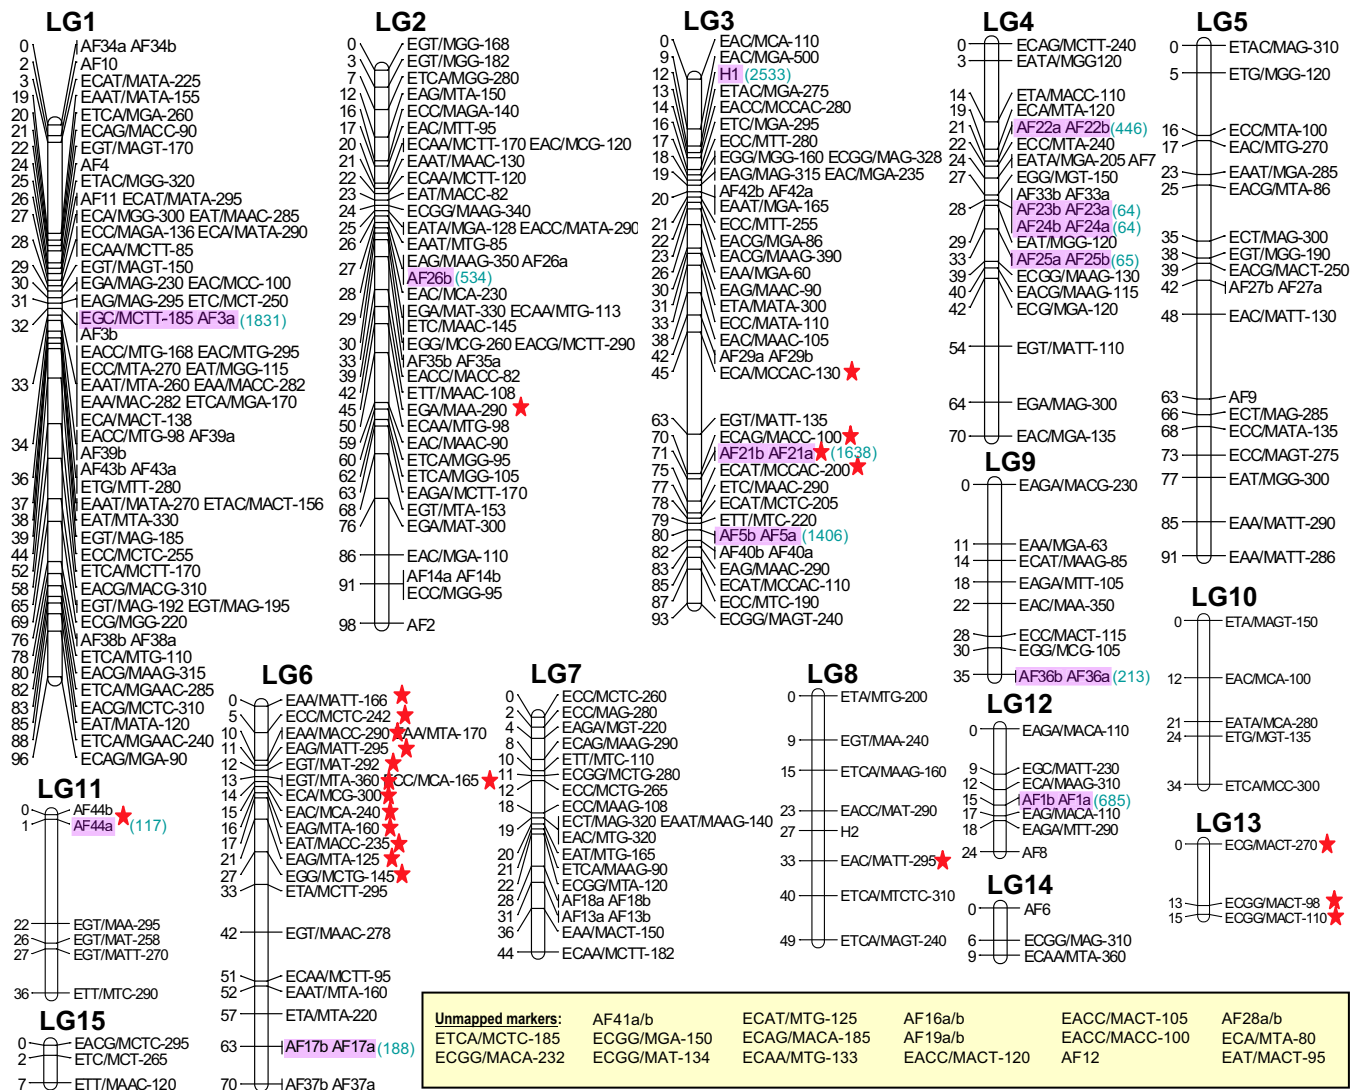 LG1
0 AF34a AF34b
2 AF10
3 ECAT/MATA-225
19 EAAT/MATA-155
20 ETCA/MGA-260
21 ECAG/MACC-90
22 EGT/MAGT-170
24 AF4
25 ETAC/MGG-320
26 AF11 ECAT/MATA-295
27 ECA/MGG-300 EAT/MAAC-285
ECC/MAGA-136 ECA/MATA-290
28 ECAA/MCTT-85
29 EGT/MAGT-150
30 EGA/MAG-230 EAC/MCC-100
31 EAG/MAG-295 ETC/MCT-250
32 EGC/MCTT-185 AF3a (1831)
AF3b
EACC/MTG-168 EAC/MTG-295
ECC/MTA-270 EAT/MGG-115
33 EAAT/MTA-260 EAA/MACC-282
EAA/MAC-282 ETCA/MGA-170
ECA/MACT-138
34 EACC/MTG-98 AF39a
AF39b
36 AF43b AF43a
ETG/MTT-280
37 EAAT/MATA-270 ETAC/MACT-156
38 EAT/MTA-330
39 EGT/MAG-185
44 ECC/MCTC-255
52 ETCA/MCTT-170
58 EACG/MACG-310
65 EGT/MAG-192 EGT/MAG-195
69 ECG/MGG-220
76 AF38b AF38a
78 ETCA/MTG-110
80 EACG/MAAG-315
82 ETCA/MGAAC-285
83 EACG/MCTC-310
85 EAT/MATA-120
88 ETCA/MGAAC-240
96 ECAG/MGA-90
LG2
0 EGT/MGG-168
3 EGT/MGG-182
7 ETCA/MGG-280
12 EAG/MTA-150
16 ECC/MAGA-140
17 EAC/MTT-95
20 ECAA/MCTT-170 EAC/MCG-120
21 EAAT/MAAC-130
22 ECAA/MCTT-120
23 EAT/MACC-82
24 ECGG/MAAG-340
25 EATA/MGA-128 EACC/MATA-290
26 EAAT/MTG-85
27 EAG/MAAG-350 AF26a
AF26b (534)
28 EAC/MCA-230
EGA/MAT-330 ECAA/MTG-113
29 ETC/MAAC-145
30 EGG/MCG-260 EACG/MCTT-290
33 AF35b AF35a
39 EACC/MACC-82
42 ETT/MAAC-108
45 EGA/MAA-290
50 ECAA/MTG-98
59 EAC/MAAC-90
60 ETCA/MGG-95
62 ETCA/MGG-105
63 EAGA/MCTT-170
68 EGT/MTA-153
76 EGA/MAT-300
86 EAC/MGA-110
91 AF14a AF14b
ECC/MGG-95
98 AF2
LG3
0 EAC/MCA-110
9 EAC/MGA-500
12 H1 (2533)
13 ETAC/MGA-275
14 EACC/MCCAC-280
16 ETC/MGA-295
17 ECC/MTT-280
18 EGG/MGG-160 ECGG/MAG-328
19 EAG/MAG-315 EAC/MGA-235
20 AF42b AF42a
EAAT/MGA-165
21 ECC/MTT-255
22 EACG/MGA-86
23 EACG/MAAG-390
26 EAA/MGA-60
30 EAG/MAAC-90
31 ETA/MATA-300
33 ECC/MATA-110
38 EAC/MAAC-105
42 AF29a AF29b
45 ECA/MCCAC-130
63 EGT/MATT-135
70 ECAG/MACC-100
71 AF21b AF21a (1638)
75 ECAT/MCCAC-200
77 ETC/MAAC-290
78 ECAT/MCTC-205
79 ETT/MTC-220
80 AF5b AF5a (1406)
82 AF40b AF40a
83 EAG/MAAC-290
85 ECAT/MCCAC-110
87 ECC/MTC-190
93 ECGG/MAGT-240
LG4
0 ECAG/MCTT-240
3 EATA/MGG120
14 ETA/MACC-110
19 ECA/MTA-120
21 AF22a AF22b (446)
22 ECC/MTA-240
24 EATA/MGA-205 AF7
27 EGG/MGT-150
AF33b AF33a
28 AF23b AF23a (64)
AF24b AF24a (64)
29 EAT/MGG-120
33 AF25a AF25b (65)
39 ECGG/MAAG-130
40 EACG/MAAG-115
42 ECG/MGA-120
54 EGT/MATT-110
64 EGA/MAG-300
70 EAC/MGA-135
LG5
0 ETAC/MAG-310
5 ETG/MGG-120
16 ECC/MTA-100
17 EAC/MTG-270
23 EAAT/MGA-285
25 EACG/MTA-86
35 ECT/MAG-300
38 EGT/MGG-190
39 EACG/MACT-250
42 AF27b AF27a
48 EAC/MATT-130
63 AF9
66 ECT/MAG-285
68 ECC/MATA-135
73 ECC/MAGT-275
77 EAT/MGG-300
85 EAA/MATT-290
91 EAA/MATT-286
LG6
0 EAA/MATT-166
5 ECC/MCTC-242
10 EAA/MACC-290 EAA/MTA-170
11 EAG/MATT-295
12 EGT/MAT-292
13 EGT/MTA-360 ECC/MCA-165
14 ECA/MCG-300
15 EAC/MCA-240
16 EAG/MTA-160
17 EAT/MACC-235
21 EAG/MTA-125
27 EGG/MCTG-145
33 ETA/MCTT-295
42 EGT/MAAC-278
51 ECAA/MCTT-95
52 EAAT/MTA-160
57 ETA/MTA-220
63 AF17b AF17a (188)
70 AF37b AF37a
LG7
0 ECC/MCTC-260
2 ECC/MAG-280
4 EAGA/MGT-220
8 ECAG/MAAG-290
10 ETT/MTC-110
11 ECGG/MCTG-280
12 ECC/MCTG-265
18 ECC/MAAG-108
ECT/MAG-320 EAAT/MAAG-140
19 EAC/MTG-320
20 EAT/MTG-165
21 ETCA/MAAG-90
22 ECGG/MTA-120
28 AF18a AF18b
31 AF13a AF13b
36 EAA/MACT-150
44 ECAA/MCTT-182
LG8
0 ETA/MTG-200
9 EGT/MAA-240
15 ETCA/MAAG-160
23 EACC/MAT-290
27 H2
33 EAC/MATT-295
40 ETCA/MTCTC-310
49 ETCA/MAGT-240
LG9
0 EAGA/MACG-230
11 EAA/MGA-63
14 ECAT/MAAG-85
18 EAGA/MTT-105
22 EAC/MAA-350
28 ECC/MACT-115
30 EGG/MCG-105
35 AF36b AF36a (213)
LG10
0 ETA/MAGT-150
12 EAC/MCA-100
21 EATA/MCA-280
24 ETG/MGT-135
34 ETCA/MCC-300
LG11
0 AF44b
1 AF44a (117)
22 EGT/MAA-295
26 EGT/MAT-258
27 EGT/MATT-270
36 ETT/MTC-290
LG12
0 EAGA/MACA-110
9 EGC/MATT-230
12 ECA/MAAG-310
15 AF1b AF1a (685)
17 EAG/MACA-110
18 EAGA/MTT-290
24 AF8
LG13
0 ECG/MACT-270
13 ECGG/MACT-98
15 ECGG/MACT-110
LG14
0 AF6
6 ECGG/MAG-310
9 ECAA/MTA-360
LG15
0 EACG/MCTC-295
2 ETC/MCT-265
7 ETT/MAAC-120
Unmapped markers: AF41a/b ECAT/MTG-125 AF16a/b EACC/MACT-105 AF28a/b
ETCA/MCTC-185 ECGG/MGA-150 ECAG/MACA-185 AF19a/b EACC/MACC-100 ECA/MTA-80
ECGG/MACA-232 ECGG/MAT-134 ECAA/MTG-133 EACC/MACT-120 AF12 EAT/MACT-95